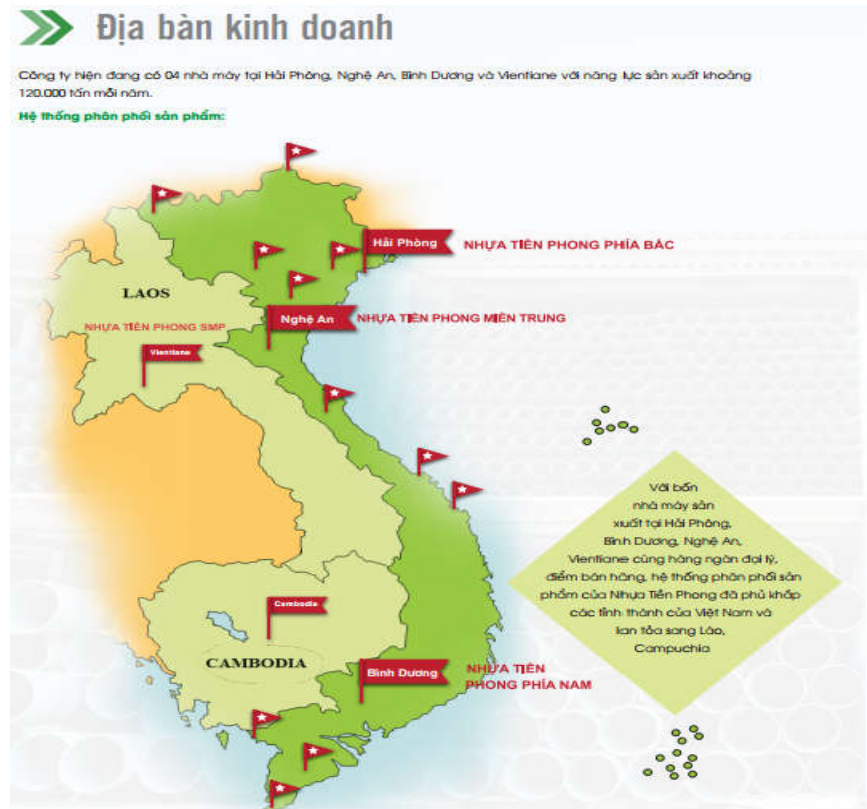 Địa bàn kinh doanh
Công ty hiện đang có 04 nhà máy tại Hải Phòng, Nghệ An, Bình Dương và Vientiane với năng lực sản xuất khoảng
120.000 tấn mỗi năm.
Hệ thống phân phối sản phẩm:
Hải Phòng
NHỰA TIỀN PHONG PHÍA BẮC
LAOS
Nghệ An
NHỰA TIỀN PHONG MIỀN TRUNG
NHỰA TIỀN PHONG SMP
Vientiane
Với bốn
nhà máy sản
xuất tại Hải Phòng,
Bình Dương, Nghệ An,
Vientiane cùng hàng ngàn đại lý,
điểm bán hàng, hệ thống phân phối sản
phẩm của Nhựa Tiền Phong đã phủ khắp
các tỉnh thành của Việt Nam và
lan tỏa sang Lào,
Campuchia
Cambodia
CAMBODIA
Bình Dương
NHỰA TIỀN
PHONG PHÍA NAM